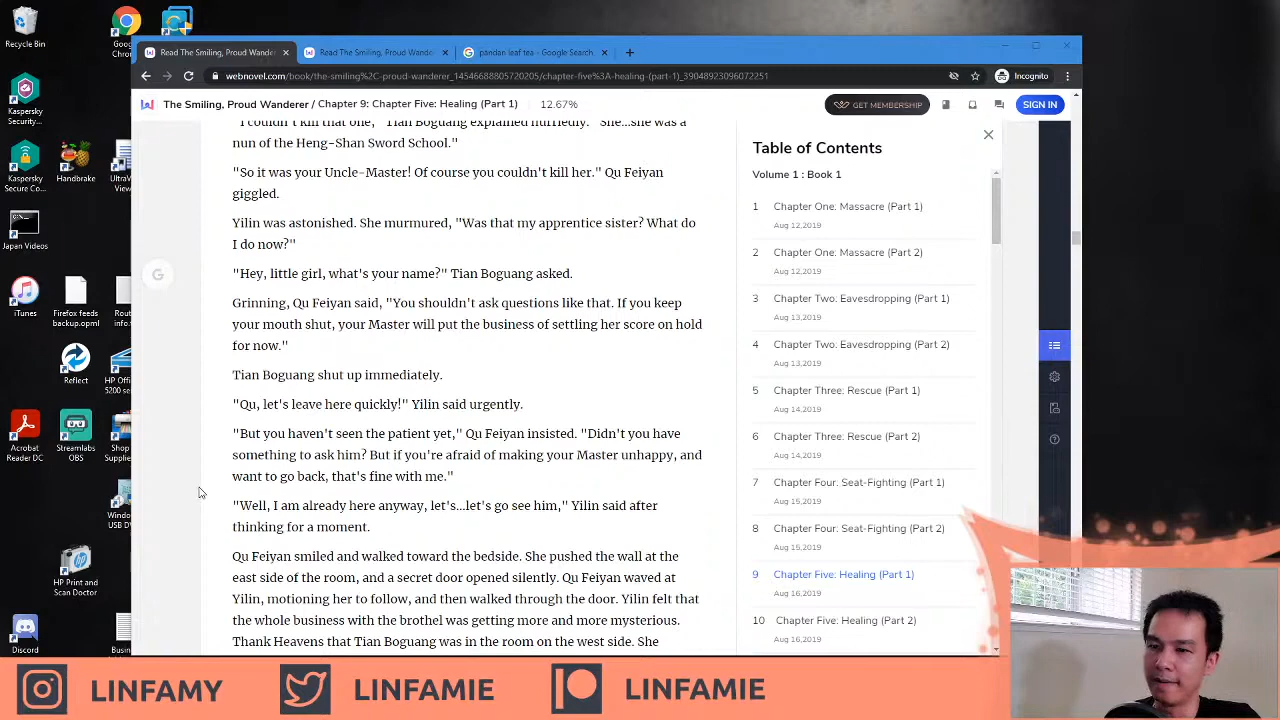 Recycle Bin
Google Chrom
Read The Smiling, Proud Wande
Read The Smiling, Proud Wande
pandan leaf tea - Google Search
webnovel.com/book/the-smiling%2C-proud-wanderer_14546688805720205/chapter-five%3A-healing-(part-1)_39048923096072251
Incognito
The Smiling, Proud Wanderer / Chapter 9: Chapter Five: Healing (Part 1)
12.67%
GET MEMBERSHIP
SIGN IN
Tian Boguang explained hurriedly. "She...she was a
nun of the Heng-Shan Sword School."
"So it was your Uncle-Master! Of course you couldn't kill her." Qu Feiyan
giggled.
Yilin was astonished. She murmured, "Was that my apprentice sister? What do
I do now?"
"Hey, little girl, what's your name?" Tian Boguang asked.
Grinning, Qu Feiyan said, "You shouldn't ask questions like that. If you keep
your mouth shut, your Master will put the business of settling her score on hold
for now."
Tian Boguang shut up immediately.
"Qu, let's leave here quickly!" Yilin said urgently.
"But you haven't seen the patient yet," Qu Feiyan insisted. "Didn't you have
something to ask him? But if you're afraid of making your Master unhappy, and
want to go back, that's fine with me."
"Well, I am already here anyway, let's...let's go see him," Yilin said after
thinking for a moment.
Qu Feiyan smiled and walked toward the bedside. She pushed the wall at the
east side of the room, and a secret door opened silently. Qu Feiyan waved at
Yilin, motioning her to follow, and then walked through the door. Yilin felt that
the whole business with the brothel was getting more and more mysterious.
Thank Heavens that Tian Boguang was in the room on the west side. She
Table of Contents
Volume 1 : Book 1
1 Chapter One: Massacre (Part 1)
Aug 12,2019
2 Chapter One: Massacre (Part 2)
Aug 12,2019
3 Chapter Two: Eavesdropping (Part 1)
Aug 13,2019
4 Chapter Two: Eavesdropping (Part 2)
Aug 13,2019
5 Chapter Three: Rescue (Part 1)
Aug 14,2019
6 Chapter Three: Rescue (Part 2)
Aug 14,2019
7 Chapter Four: Seat-Fighting (Part 1)
Aug 15,2019
8 Chapter Four: Seat-Fighting (Part 2)
Aug 15,2019
9 Chapter Five: Healing (Part 1)
Aug 16,2019
10 Chapter Five: Healing (Part 2)
Aug 16,2019
Kaspersky
Security...
Kaspersky
Secure Co...
Handbrake
UltraV
View
Japan Videos
iTunes
Firefox feeds
backup.opml
Route
info..
Reflect
HP Office
5200 se
Acrobat
Reader DC
Streamlabs
OBS
Shop
Supplie
Window
USB DV
HP Print and
Scan Doctor
Discord
Busin
LINFAMY
LINFAMIE
LINFAMIE